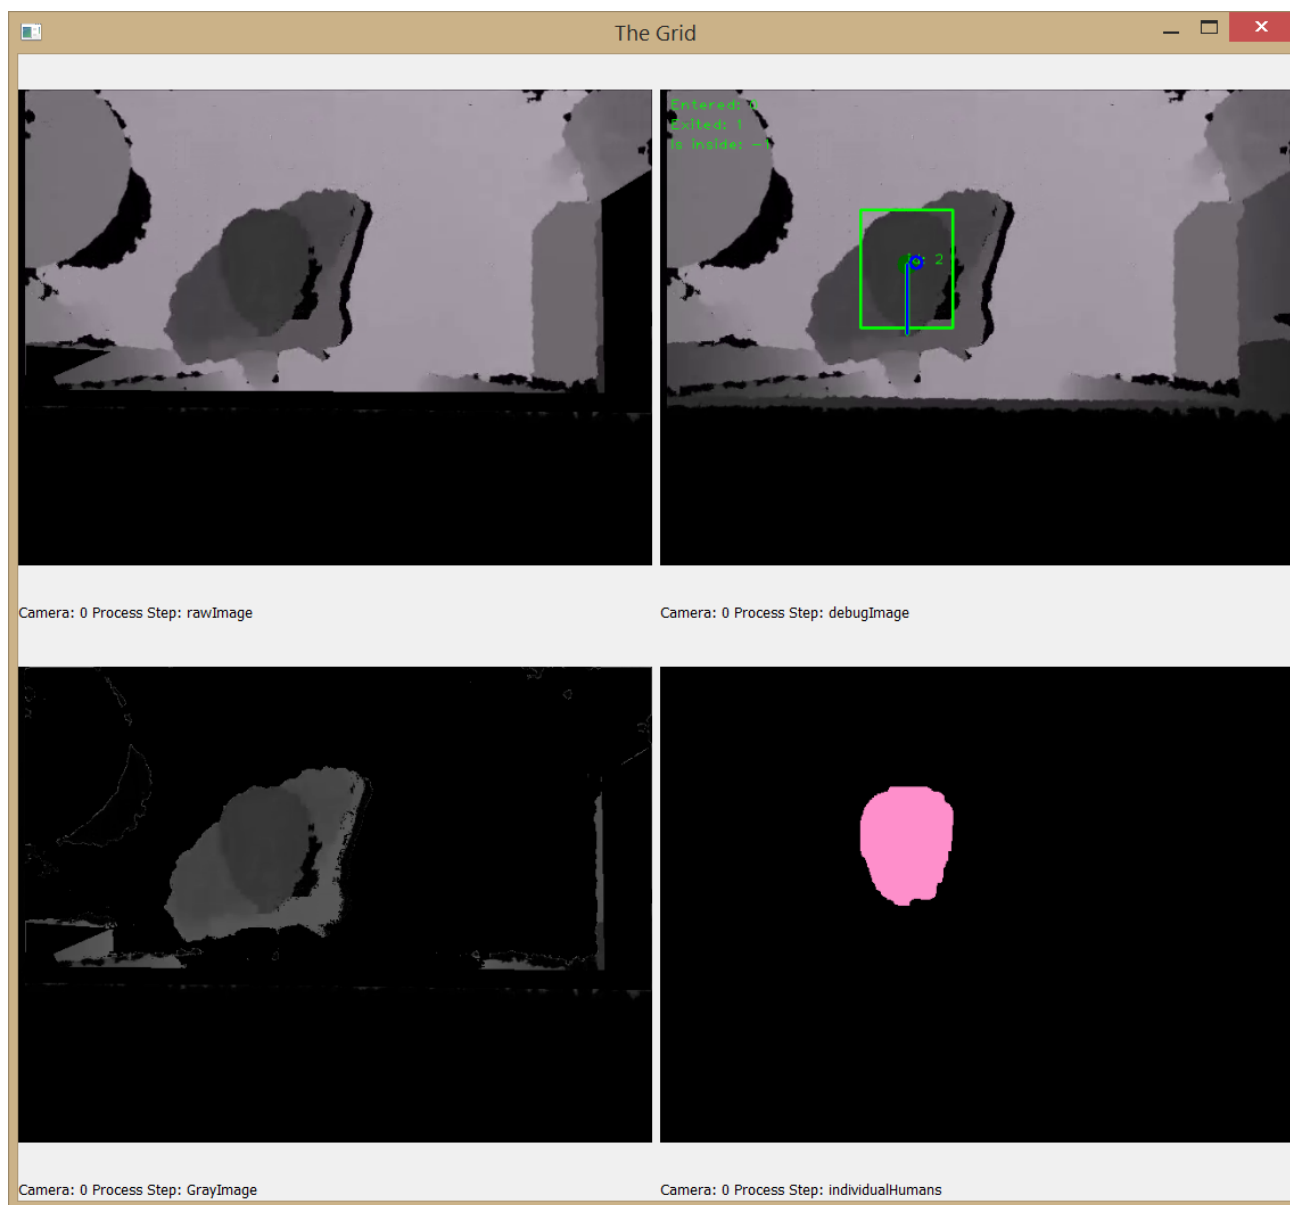 The Grid
Entered: 0
Exited: 1
Is inside: -1
2
Camera: 0 Process Step: rawImage
Camera: 0 Process Step: debugImage
Camera: 0 Process Step: GrayImage
Camera: 0 Process Step: individualHumans